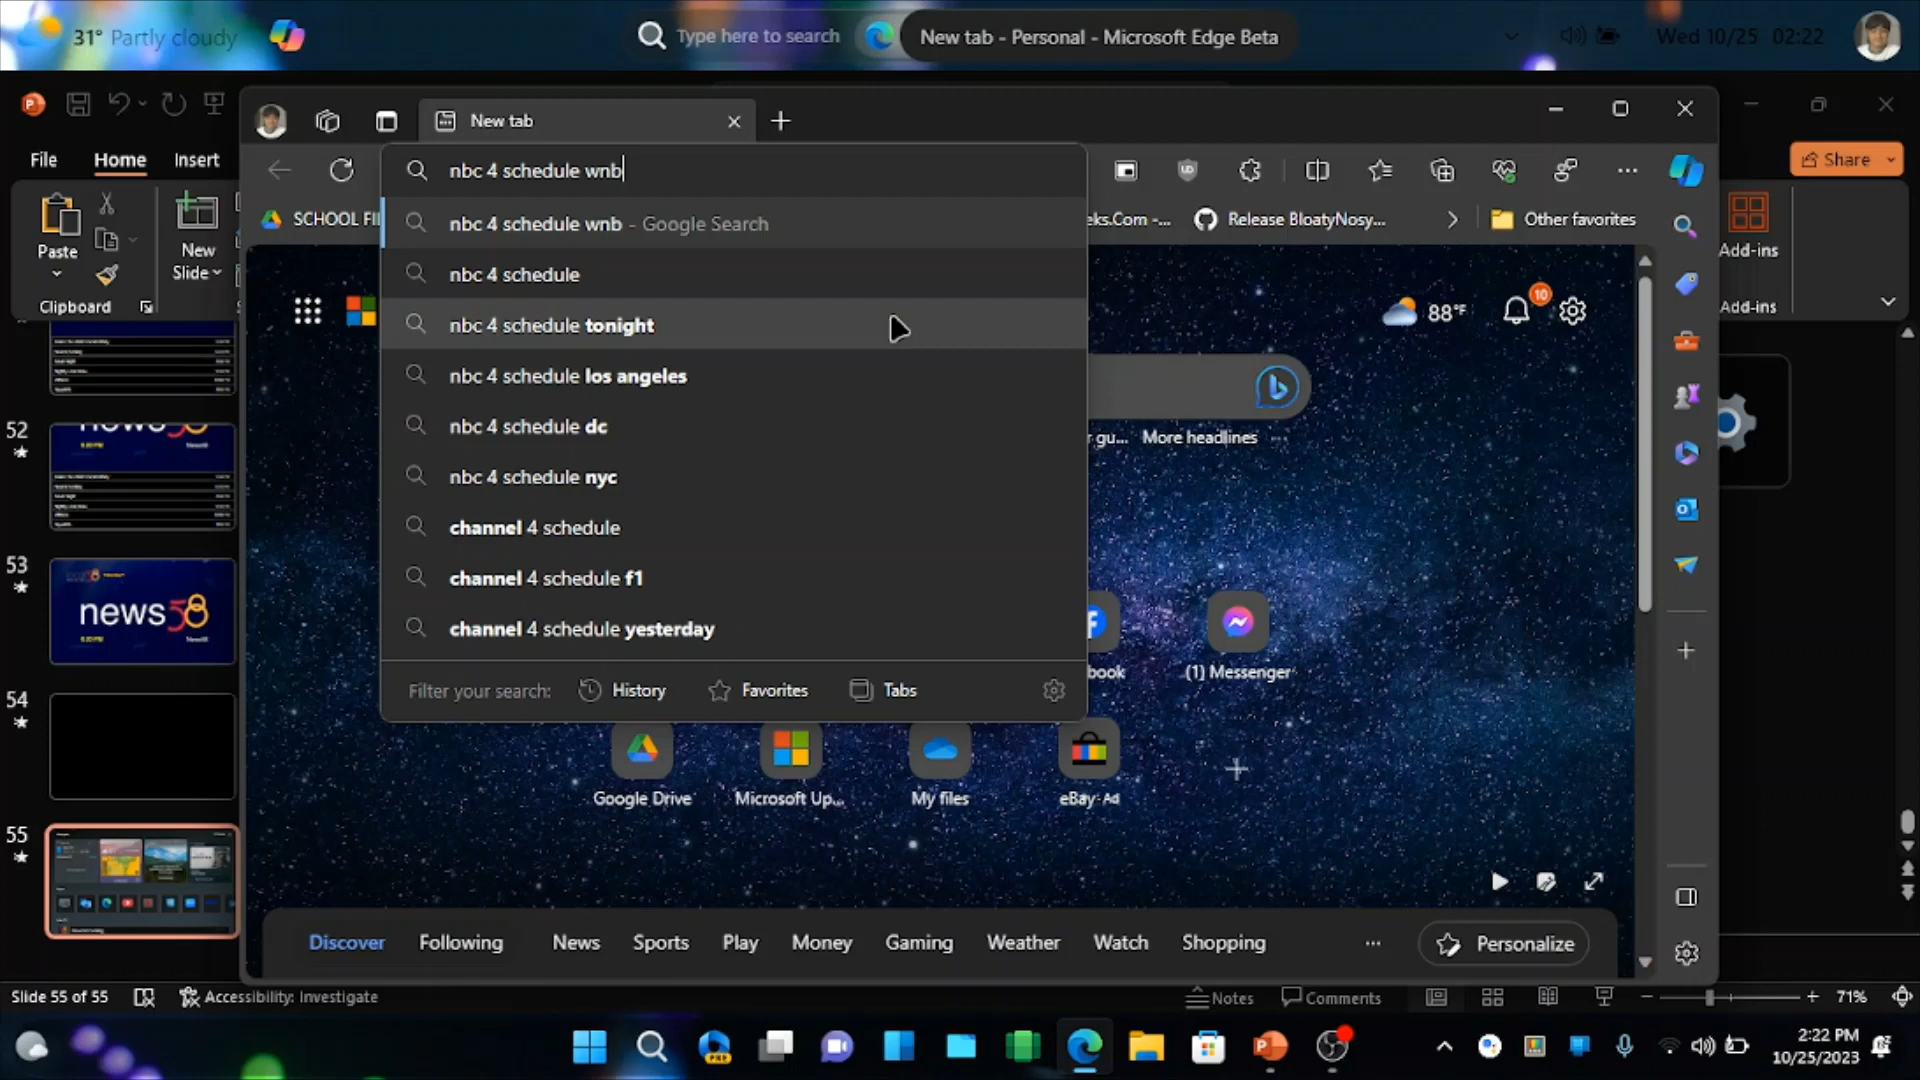 31° Partly cloudy
Type here to search
New tab - Personal - Microsoft Edge Beta
Wed 10/25 02:22
New tab
File
Home
Insert
Share
nbc 4 schedule wnb
SCHOOL FI
eks.Com -...
Release BloatyNosy...
Other favorites
Paste
New
Slide
Clipboard
Add-ins
Add-ins
nbc 4 schedule wnb - Google Search
nbc 4 schedule
nbc 4 schedule tonight
nbc 4 schedule los angeles
nbc 4 schedule dc
nbc 4 schedule nyc
channel 4 schedule
channel 4 schedule f1
channel 4 schedule yesterday
Filter your search:
History
Favorites
Tabs
88°F
10
r gu...
More headlines
book
(1) Messenger
Google Drive
Microsoft Up...
My files
eBay · Ad
52
53
news58
54
55
Discover
Following
News
Sports
Play
Money
Gaming
Weather
Watch
Shopping
Personalize
Slide 55 of 55
Accessibility: Investigate
Notes
Comments
71%
2:22 PM
10/25/2023